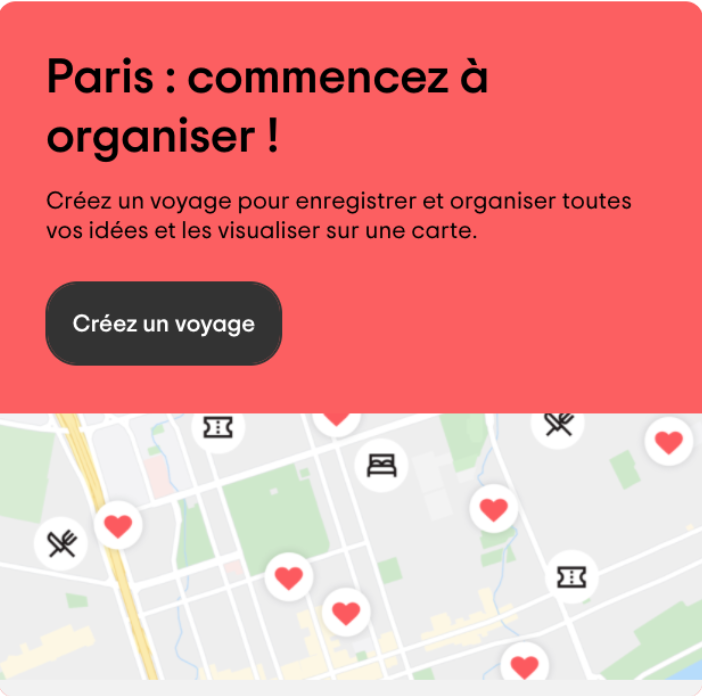 Paris : commencez à
organiser !
Créez un voyage pour enregistrer et organiser toutes
vos idées et les visualiser sur une carte.
Créez un voyage